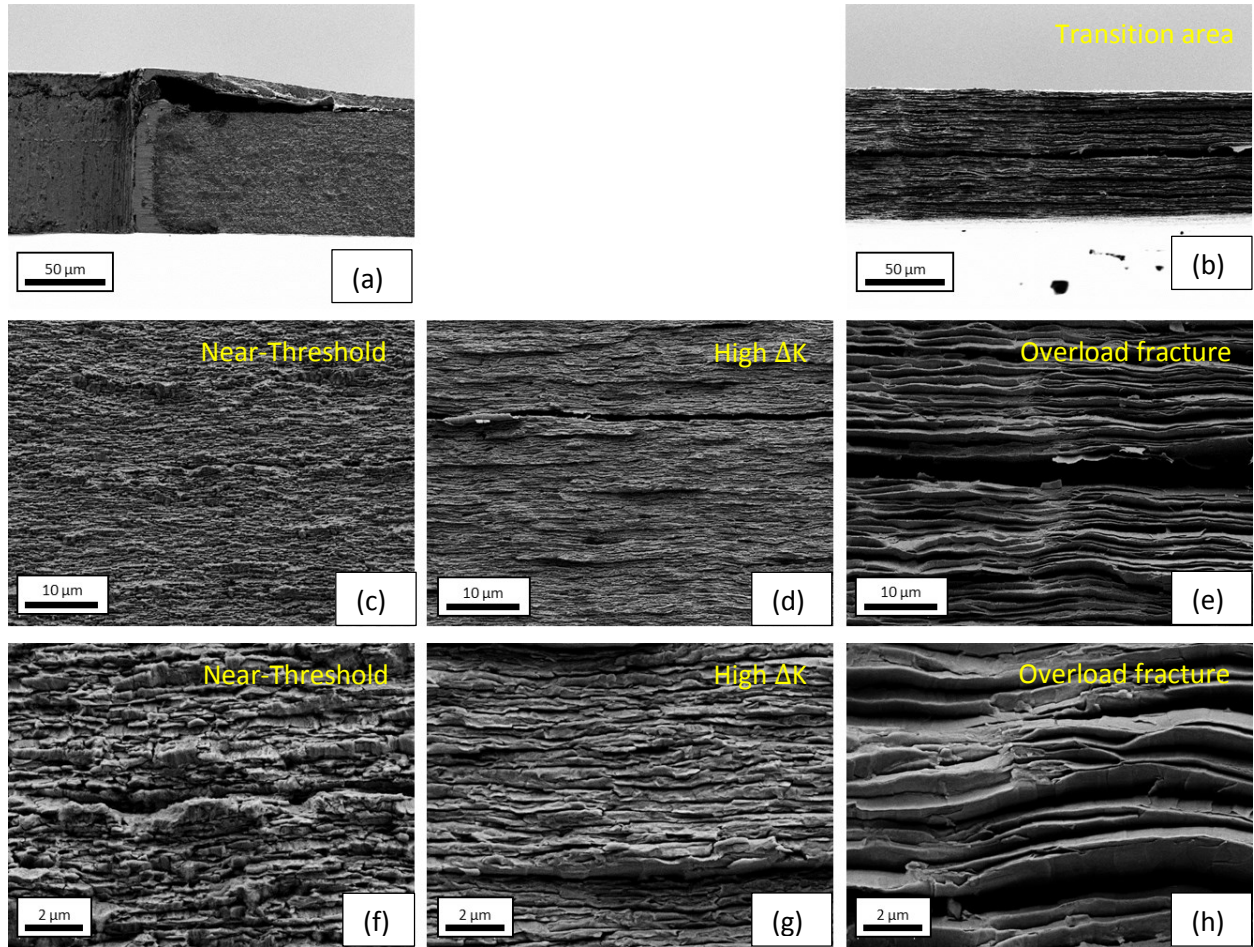 Transition area
50 µm
(a)
50 µm
(b)
Near-Threshold
High ΔK
Overload fracture
10 µm
(c)
10 µm
(d)
10 µm
(e)
Near-Threshold
High ΔK
Overload fracture
2 µm
(f)
2 µm
(g)
2 µm
(h)